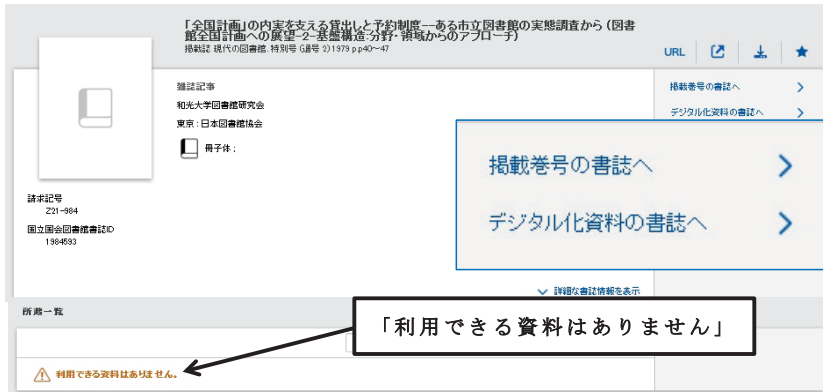 「全国計画」の内実を支える貸出しと予約制度--ある市立図書館の実態調査から (図書
館全国計画への展望-2-基盤構造:分野・領域からのアプローチ)
掲載誌 現代の図書館. 特別号 (通号 2) 1979 p.p40~47
URL
雑誌記事
和光大学図書館研究会
東京 : 日本図書館協会
冊子体 ;
掲載巻号の書誌へ
デジタル化資料の書誌へ
掲載巻号の書誌へ
デジタル化資料の書誌へ
請求記号
Z21-984
国立国会図書館書誌ID
1984593
詳細な書誌情報を表示
所蔵一覧
「利用できる資料はありません」
利用できる資料はありません。